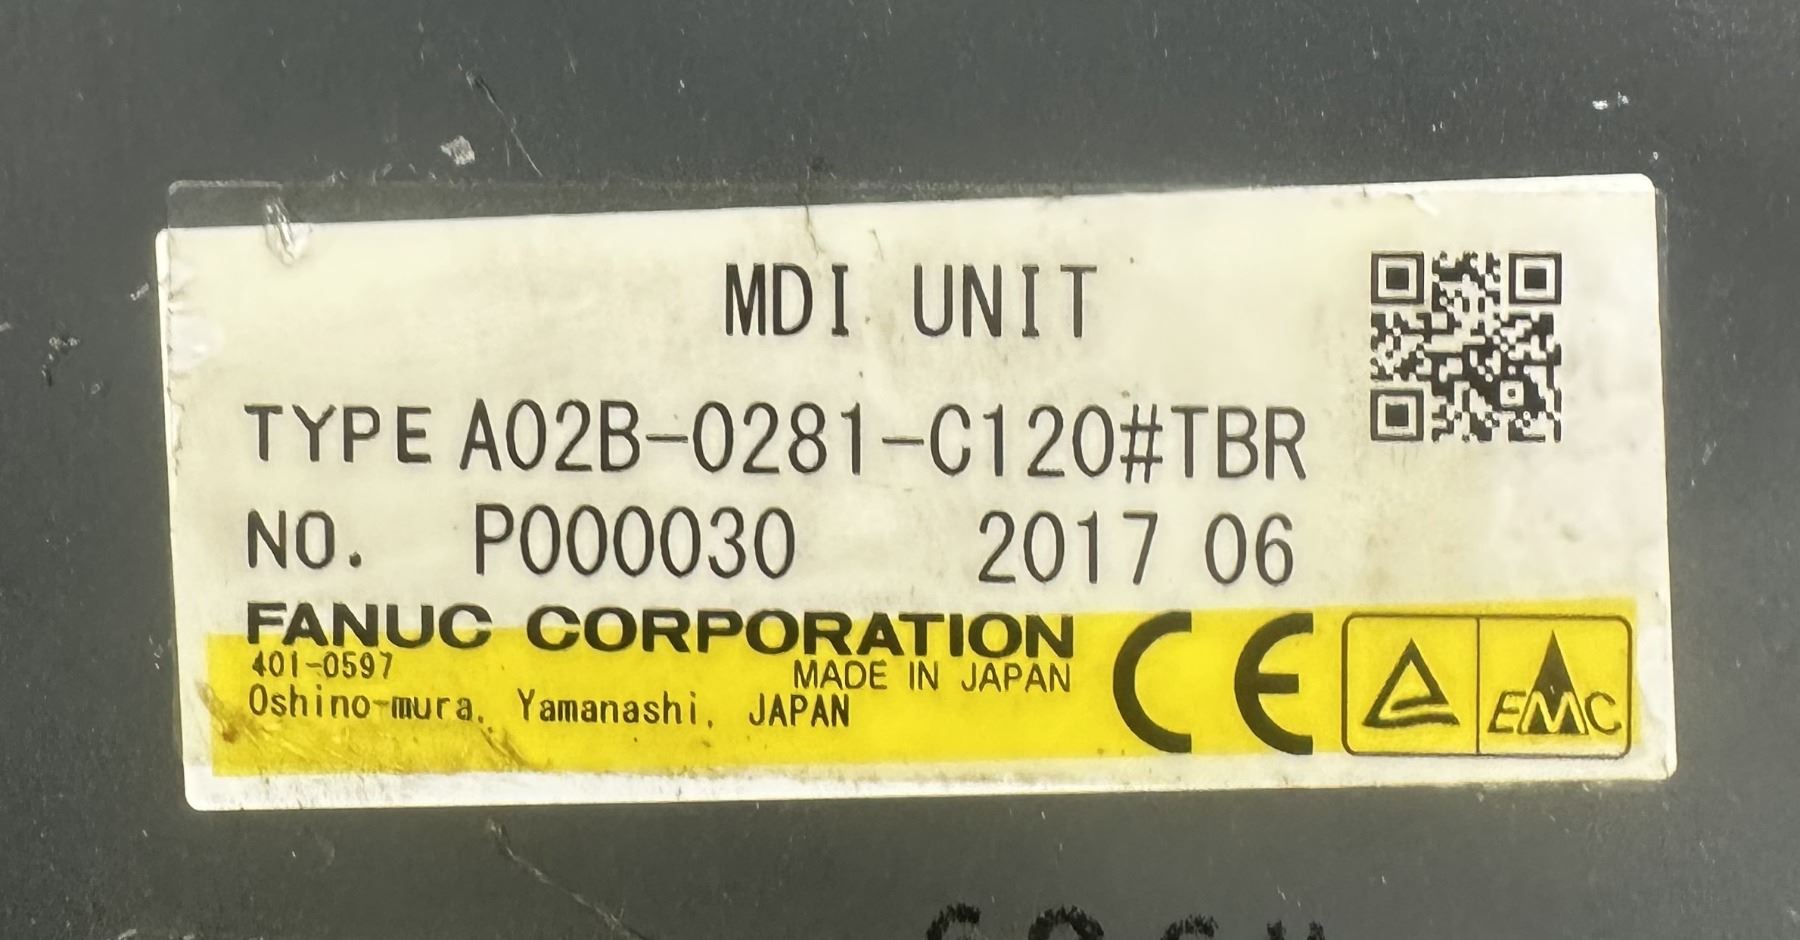 MDI UNIT
TYPE A02B-0281-C120#TBR
NO. P000030 2017 06
FANUC CORPORATION
401-0597 MADE IN JAPAN
Oshino-mura, Yamanashi, JAPAN
CE
EMC